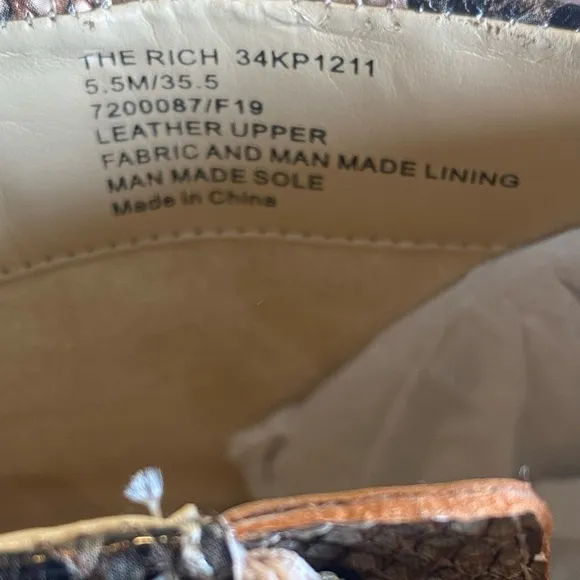 THE RICH 34KP1211
5.5M/35.5
7200087/F19
LEATHER UPPER
FABRIC AND MAN MADE LINING
MAN MADE SOLE
Made in China